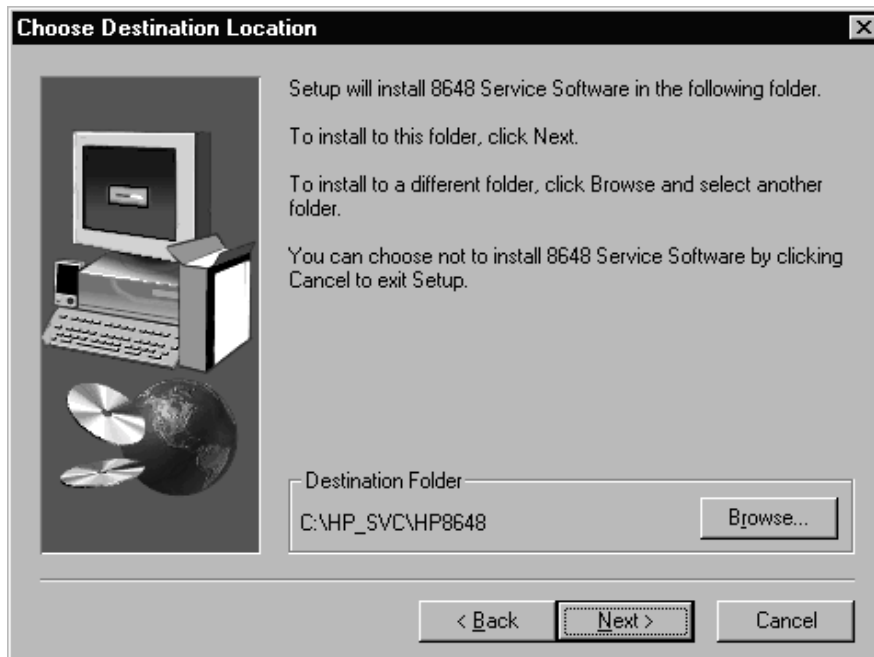 Choose Destination Location
Setup will install 8648 Service Software in the following folder.
To install to this folder, click Next.
To install to a different folder, click Browse and select another
folder.
You can choose not to install 8648 Service Software by clicking
Cancel to exit Setup.
Destination Folder
C:\HP_SVC\HP8648
Browse...
< Back
Next >
Cancel